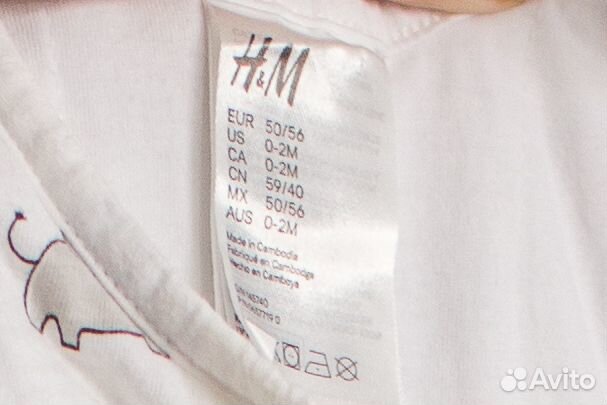 H&M
EUR 50/56
US 0-2M
CA 0-2M
CN 59/40
MX 50/56
AUS 0-2M
Made in Cambodia
Fabriqué en Cambodge
Hecho en Camboya
Avito